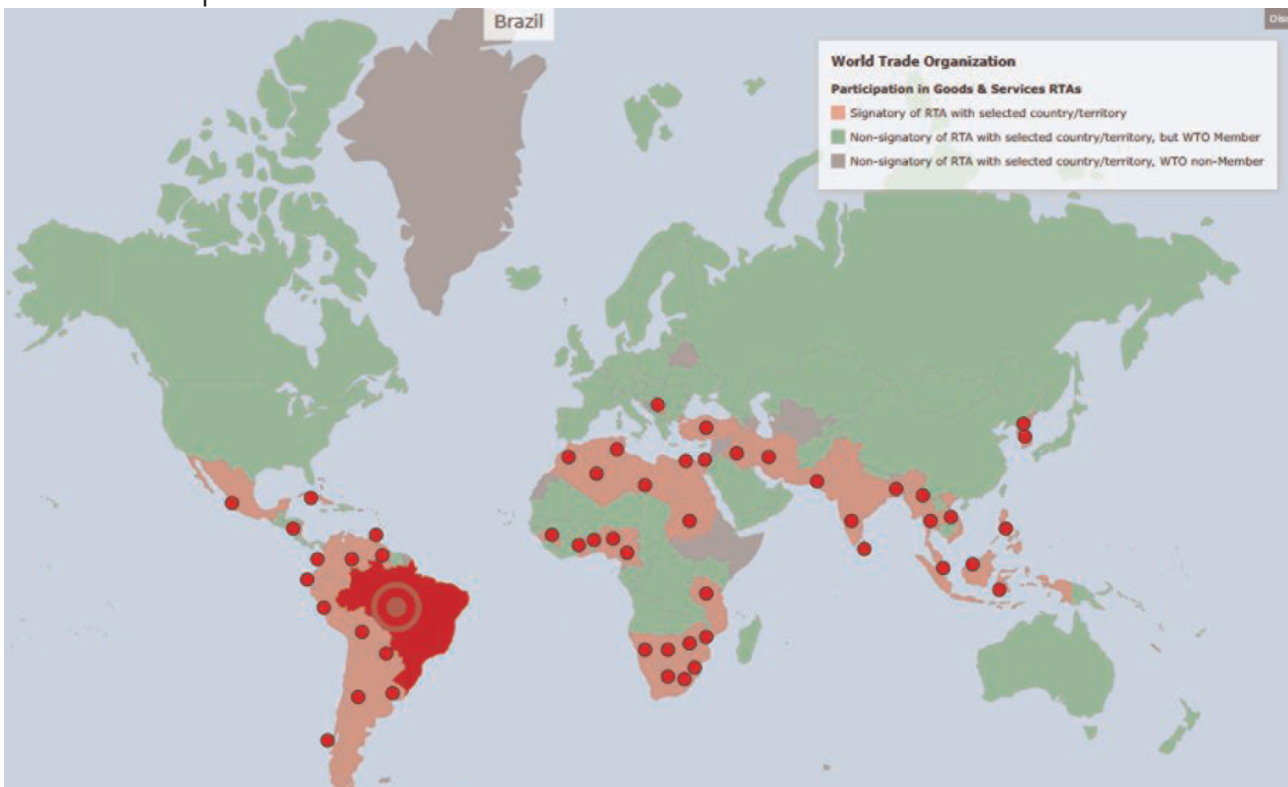 Brazil
Disc
World Trade Organization
Participation in Goods & Services RTAs
Signatory of RTA with selected country/territory
Non-signatory of RTA with selected country/territory, but WTO Member
Non-signatory of RTA with selected country/territory, WTO non-Member